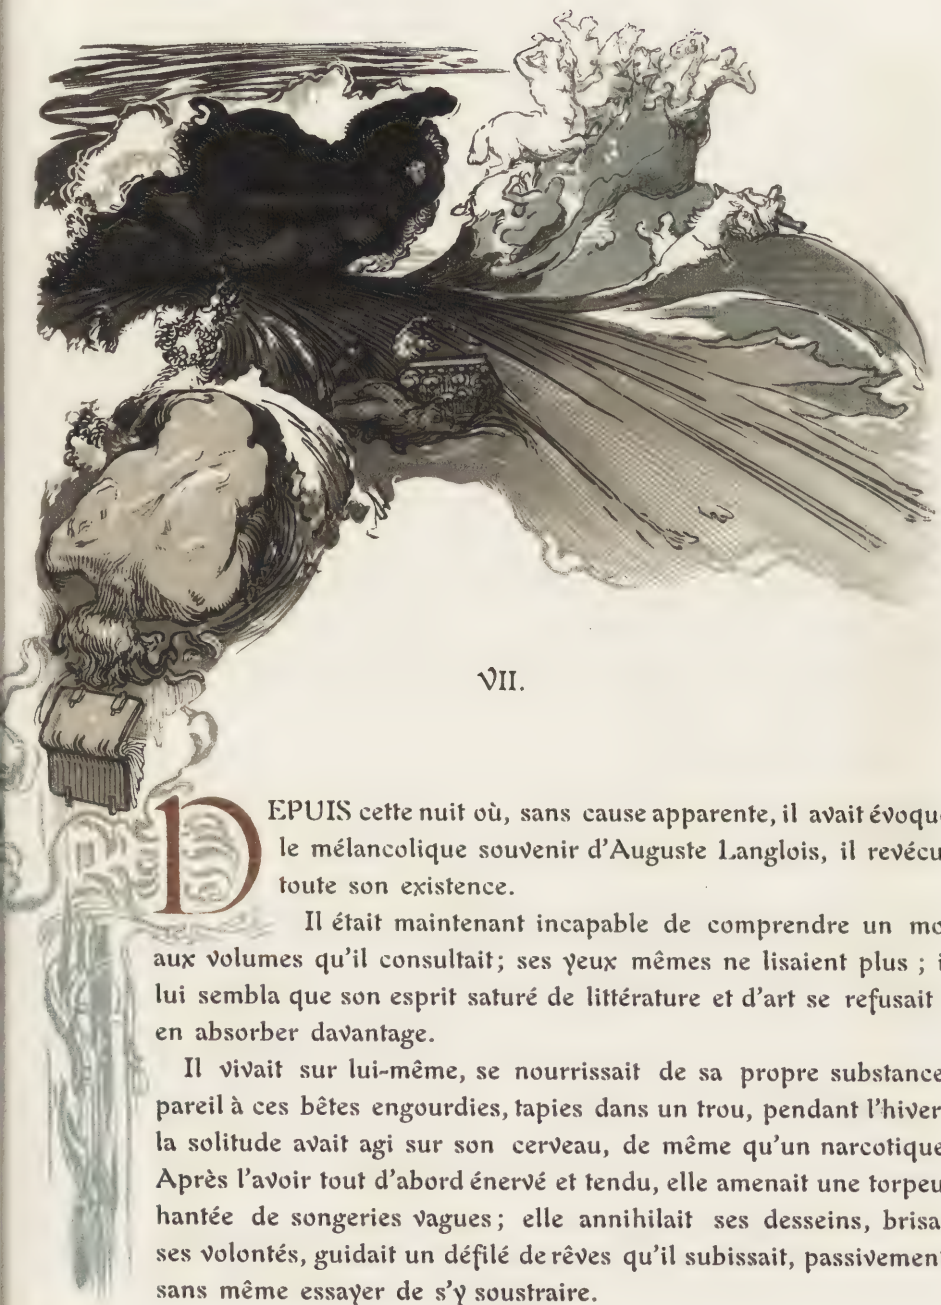 VII.
DEPUIS cette nuit où, sans cause apparente, il avait évoqu
le mélancolique souvenir d'Auguste Langlois, il revécu
toute son existence.
Il était maintenant incapable de comprendre un mo
aux volumes qu'il consultait; ses yeux mêmes ne lisaient plus ; i
lui sembla que son esprit saturé de littérature et d'art se refusait
en absorber davantage.
Il vivait sur lui-même, se nourrissait de sa propre substance
pareil à ces bêtes engourdies, tapies dans un trou, pendant l'hiver
la solitude avait agi sur son cerveau, de même qu'un narcotique
Après l'avoir tout d'abord énervé et tendu, elle amenait une torpeu
hantée de songeries vagues; elle annihilait ses desseins, brisa
ses volontés, guidait un défilé de rêves qu'il subissait, passivemen
sans même essayer de s'y soustraire.